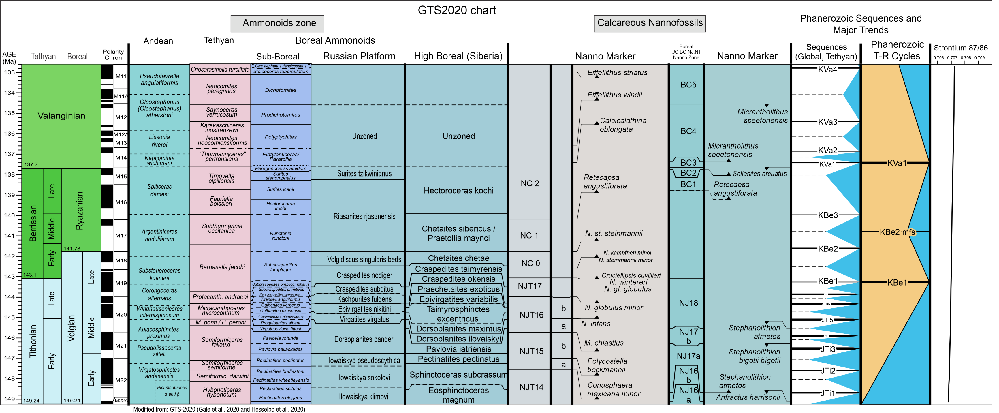 GTS2020 chart
Ammonoids zone
Calcareous Nannofossils
Phanerozoic Sequences and
Major Trends
Andean
Tethyan
Boreal Ammonoids
AGE
(Ma)
Tethyan
Boreal
Polarity
Chron
Sub-Boreal
Russian Platform
High Boreal (Siberia)
Nanno Marker
Boreal
UC,BC,NJ,NT
Nanno Zone
Nanno Marker
Sequences
(Global, Tethyan)
Phanerozoic
T-R Cycles
Strontium 87/86
0.706 0.707 0.708 0.709
133
134
135
136
137
138
139
140
141
142
143
144
145
146
147
148
149
Valanginian
137.7
Berriasian
Late
Middle
Early
143.1
Ryazanian
141.78
Tithonian
Late
Early
149.24
Volgian
Late
Middle
Early
149.24
M11
M11A
M12
M12A
M13
M14
M15
M16
M17
M18
M19
M20
M21
M22
M22A
Pseudofavrella
angulatiformis
Olcostephanus
(Olcostephanus)
atherstoni
Lissonia
riveroi
Neocomites
wichimani
Spiticeras
damesi
Argentiniceras
noduliferum
Substeueroceras
koeneni
Corongoceras
alternans
Windhauseniceras
internispinosum
Aulacosphinctes
proximus
Pseudolissoceras
zitteli
Virgatosphinctes
andesensis
Picunleufuense
α and β
Criosarasinella furcillata
Neocomites
peregrinus
Saynoceras
verrucosum
Karakaschiceras
inostranzewi
Neocomites
neocomiensiformis
"Thurmanniceras"
pertransiens
Tirnovella
alpillensis
Fauriella
boissieri
Subthurmannia
occitanica
Berriasella jacobi
Protacanth. andraeai
Micracanthoceras
microcanthum
M. ponti / B. peroni
Semiformiceras
fallauxi
Semiformiceras
semiforme
Semiformic. darwini
Hybonoticeras
hybonotum
Olcostephanus densicostatus
Stoicoceras tuberculatum
Dichotomites
Prodichotomites
Polyptychites
Platylenticeras/
Paratollia
Peregrinoceras albidum
Surites
stenomphalus
Surites icenii
Hectoroceras
kochi
Runctonia
runctoni
Subcraspedites
lamplughi
Subcraspedites preplicomphalus
Subcraspedites primitivus
Paracraspedites oppressus
Titanites anguiformis
Galbanites kerberus
Galbanites okusensis
Glaucolithites glaucolithus
Progalbanites albani
Virgatopavlovia fittoni
Pavlovia rotunda
Pavlovia pallasioides
Pectinatites pectinatus
Pectinatites hudlestoni
Pectinatites wheatleyensis
Pectinatites scitulus
Pectinatites elegans
Unzoned
Surites tzikwinianus
Riasanites rjasanensis
Volgidiscus singularis beds
Craspedites nodiger
Craspedites subditus
Kachpurites fulgens
Epivirgatites nikitini
Virgatites virgatus
Dorsoplanites panderi
Ilowaiskya pseudoscythica
Ilowaiskya sokolovi
Ilowaiskya klimovi
Unzoned
Hectoroceras kochi
Chetaites sibericus /
Praetollia maynci
Chetaites chetae
Craspedites taimyrensis
Craspedites okensis
Praechetaites exoticus
Epivirgatites variabilis
Taimyrosphinctes
excentricus
Dorsoplanites maximus
Dorsoplanites ilovaiskyi
Pavlovia iatriensis
Pectinatites pectinatus
Sphinctoceras subcrassum
Eosphinctoceras
magnum
NC 2
NC 1
NC 0
NJT17
NJT16
b
a
NJT15
b
a
NJT14
Eiffellithus striatus
Eiffellithus windii
Calcicalathina
oblongata
Retecapsa
angustiforata
N. st. steinmannii
N. kamptneri minor
N. steinmannii minor
Cruciellipsis cuvillieri
N. wintereri
N. gl. globulus
N. globulus minor
N. infans
M. chiastius
Polycostella
beckmannii
Conusphaera
mexicana minor
BC5
BC4
BC3
BC2
BC1
NJ18
NJ17
b
NJ17a
NJ16
b
NJ16
a
Micrantholithus
speetonensis
Micrantholithus
speetonensis
Sollasites arcuatus
Retecapsa
angustiforata
Stephanolithion
atmetos
Stephanolithion
bigotii bigotii
Stephanolithion
atmetos
Anfractus harrisonii
KVa4
KVa3
KVa2
KVa1
KBe3
KBe2
KBe1
JTi6
JTi5
JTi3
JTi2
JTi1
KVa1
KBe2 mfs
KBe1
Modified from: GTS-2020 (Gale et al., 2020 and Hesselbo et al., 2020)